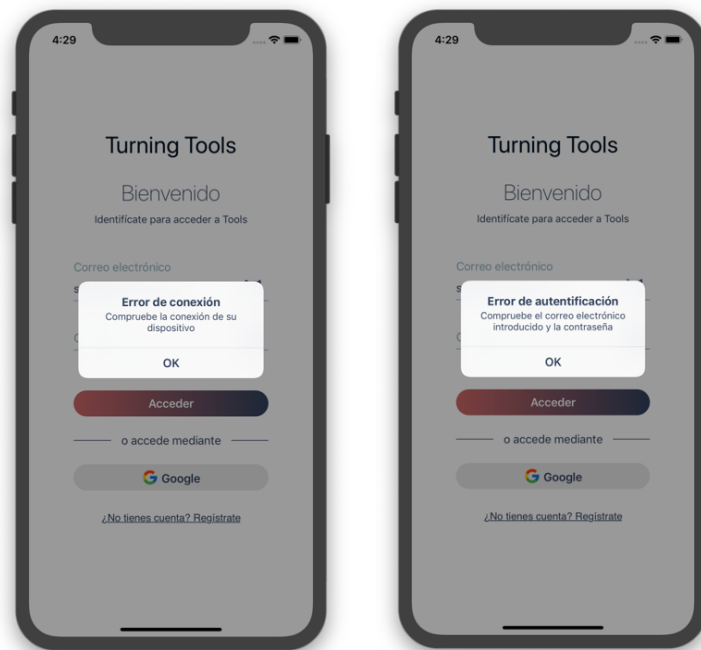 4:29
Turning Tools
Bienvenido
Identifícate para acceder a Tools
Correo electrónico
s
Error de conexión
Compruebe la conexión de su
dispositivo
OK
C
Acceder
o accede mediante
Google
¿No tienes cuenta? Regístrate
4:29
Turning Tools
Bienvenido
Identifícate para acceder a Tools
Correo electrónico
s
Error de autentificación
Compruebe el correo electrónico
introducido y la contraseña
OK
C
Acceder
o accede mediante
Google
¿No tienes cuenta? Regístrate